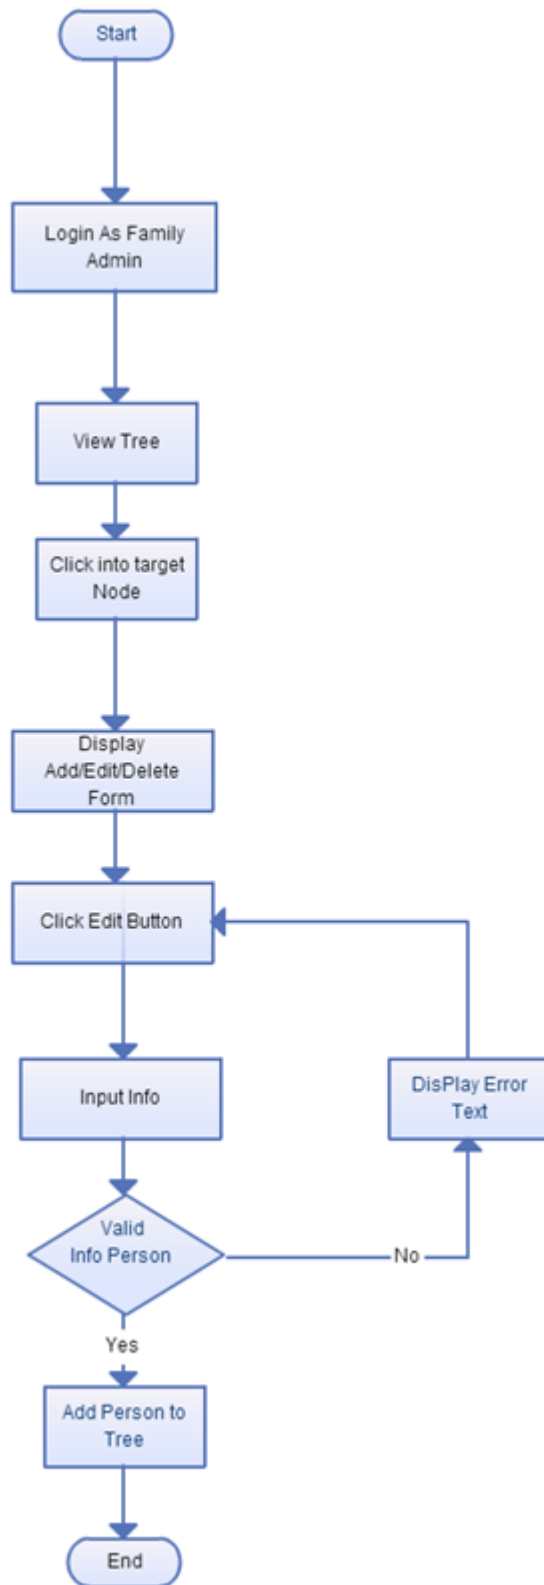 Start
Login As Family
Admin
View Tree
Click into target
Node
Display
Add/Edit/Delete
Form
Click Edit Button
Input Info
DisPlay Error
Text
Valid
Info Person
No
Yes
Add Person to
Tree
End